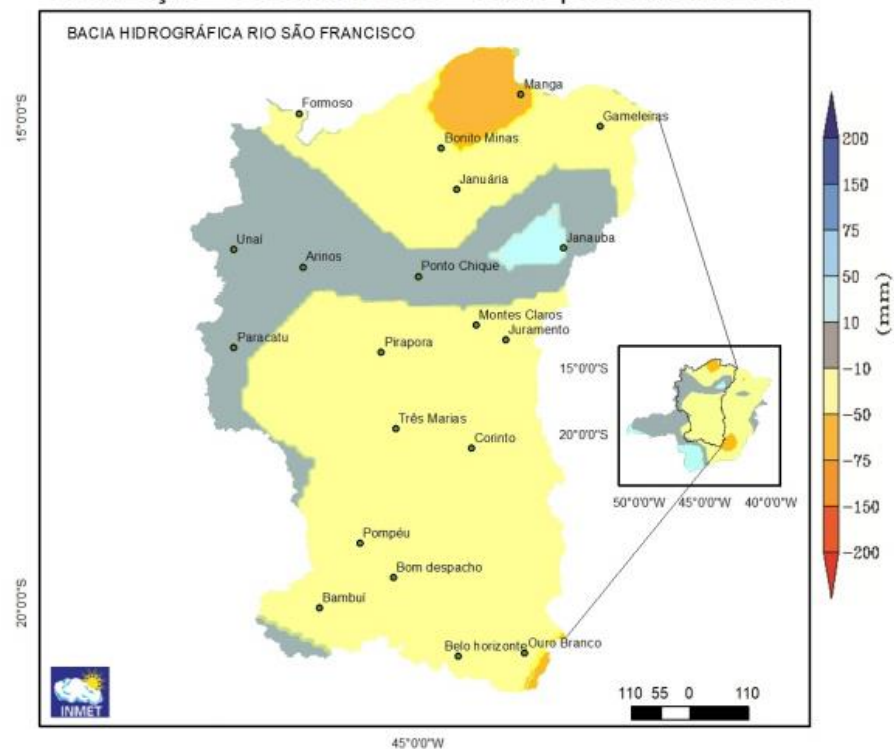 BACIA HIDROGRÁFICA RIO SÃO FRANCISCO
15°0'0"S
20°0'0"S
Formoso
Manga
Gameleiras
Bonito Minas
Januária
Unaí
Arinos
Ponto Chique
Janauba
Montes Claros
Juramento
Paracatu
Pirapora
Três Marias
Corinto
Pompéu
Bom despacho
Bambuí
Belo horizonte
Ouro Branco
15°0'0"S
20°0'0"S
50°0'0"W 45°0'0"W 40°0'0"W
200
150
75
50
10
-10
-50
-75
-150
-200
(mm)
INMET
110 55 0 110
45°0'0"W